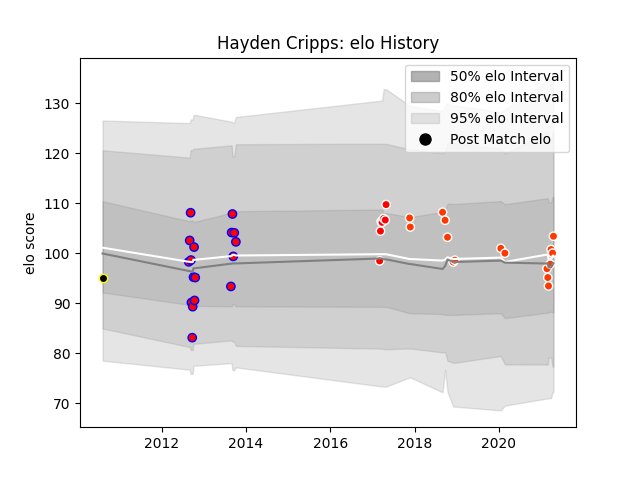 Hayden Cripps: elo History
50% elo Interval
80% elo Interval
95% elo Interval
Post Match elo
elo score
130
120
110
100
90
80
70
2012
2014
2016
2018
2020